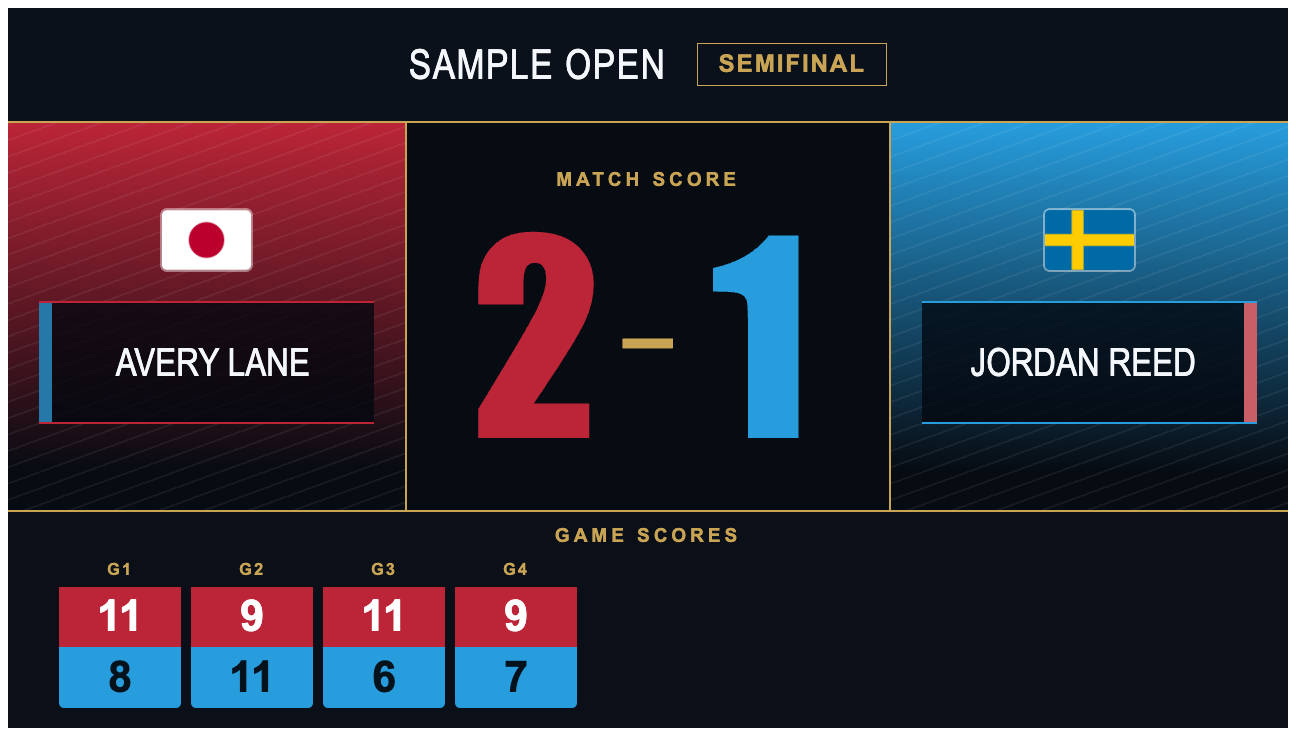 SAMPLE OPEN SEMIFINAL
MATCH SCORE
AVERY LANE
2 – 1
JORDAN REED
GAME SCORES
G1 G2 G3 G4
11 9 11 9
8 11 6 7